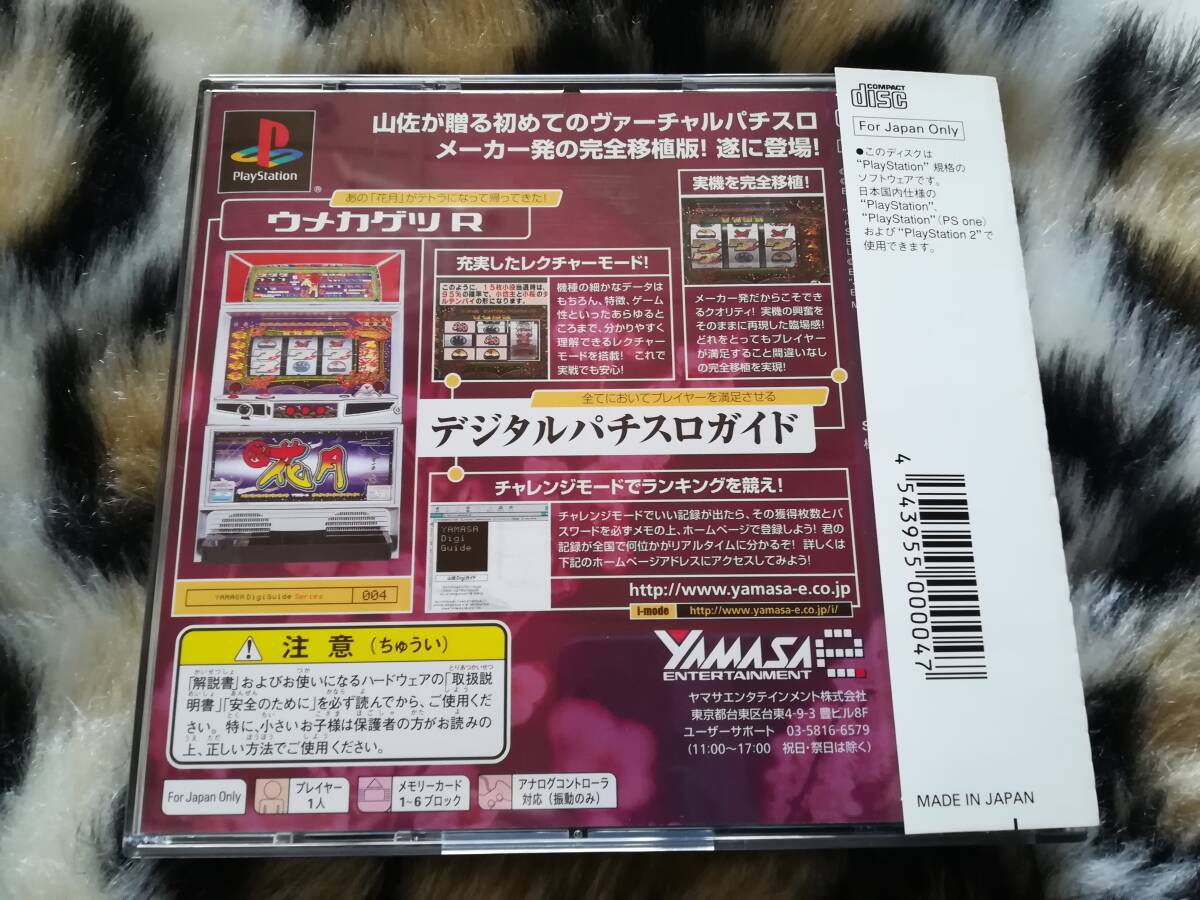 山佐が贈る初めてのヴァーチャルパチスロ
メーカー発の完全移植版! 遂に登場!
PlayStation
®
あの「花月」がテトラになって帰ってきた!
ウメカゲツ R
実機を完全移植!
メーカー発だからこそでき
るクオリティ! 実機の興奮を
そのままに再現した臨場感!
どれをとってもプレイヤー
が満足すること間違いなし
の完全移植を実現!
充実したレクチャーモード!
このように、15枚小役当選時は、
95%の確率で、
機種の細かなデータは
もちろん、特徴、ゲーム
性といったあらゆると
ころまで、分かりやすく
理解できるレクチャー
モードを搭載! これで
実戦でも安心!
全てにおいてプレイヤーを満足させる
デジタルパチスロガイド
花月
チャレンジモードでランキングを競え!
YAMASA
Digi
Guide
チャレンジモードでいい記録が出たら、その獲得枚数とパ
スワードを必ずメモの上、ホームページで登録しよう! 君の
記録が全国で何位かがリアルタイムに分かるぞ! 詳しくは
下記のホームページアドレスにアクセスしてみよう!
http://www.yamasa-e.co.jp
i-mode http://www.yamasa-e.co.jp/i/
YAMASA DigiGuide Series 004
注意(ちゅうい)
「解説書」およびお使いになるハードウェアの「取扱説
明書」「安全のために」を必ず読んでから、ご使用くだ
さい。特に、小さいお子様は保護者の方がお読みの
上、正しい方法でご使用ください。
YAMASA
ENTERTAINMENT
ヤマサエンタテインメント株式会社
東京都台東区台東4-9-3 豊ビル8F
ユーザーサポート 03-5816-6579
(11:00〜17:00 祝日・祭日は除く)
For Japan Only
プレイヤー
1人
メモリーカード
1〜6ブロック
アナログコントローラ
対応(振動のみ)
COMPACT
disc
For Japan Only
●このディスクは
"PlayStation" 規格の
ソフトウェアです。
日本国内仕様の
"PlayStation"、
"PlayStation"(PS one)
および"PlayStation 2"で
使用できます。
4 543955 000047
MADE IN JAPAN